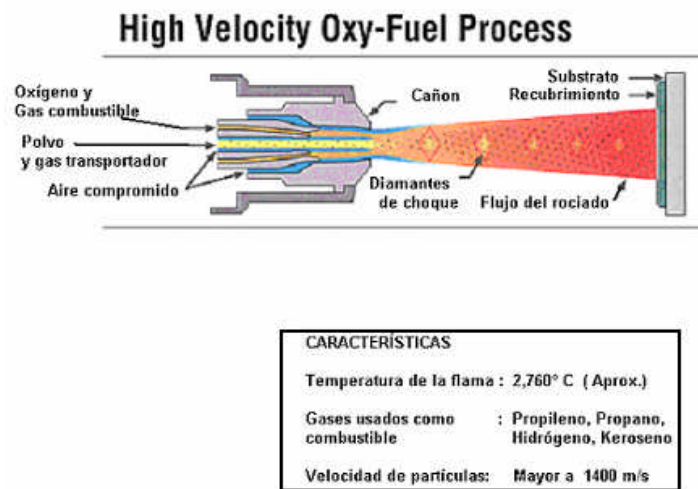 High Velocity Oxy-Fuel Process
Oxígeno y
Gas combustible
Polvo
y gas transportador
Aire compromido
Cañon
Diamantes
de choque
Substrato
Recubrimiento
Flujo del rociado
CARACTERÍSTICAS
Temperatura de la flama : 2,760° C ( Aprox.)
Gases usados como : Propileno, Propano,
combustible Hidrógeno, Keroseno
Velocidad de partículas: Mayor a 1400 m/s